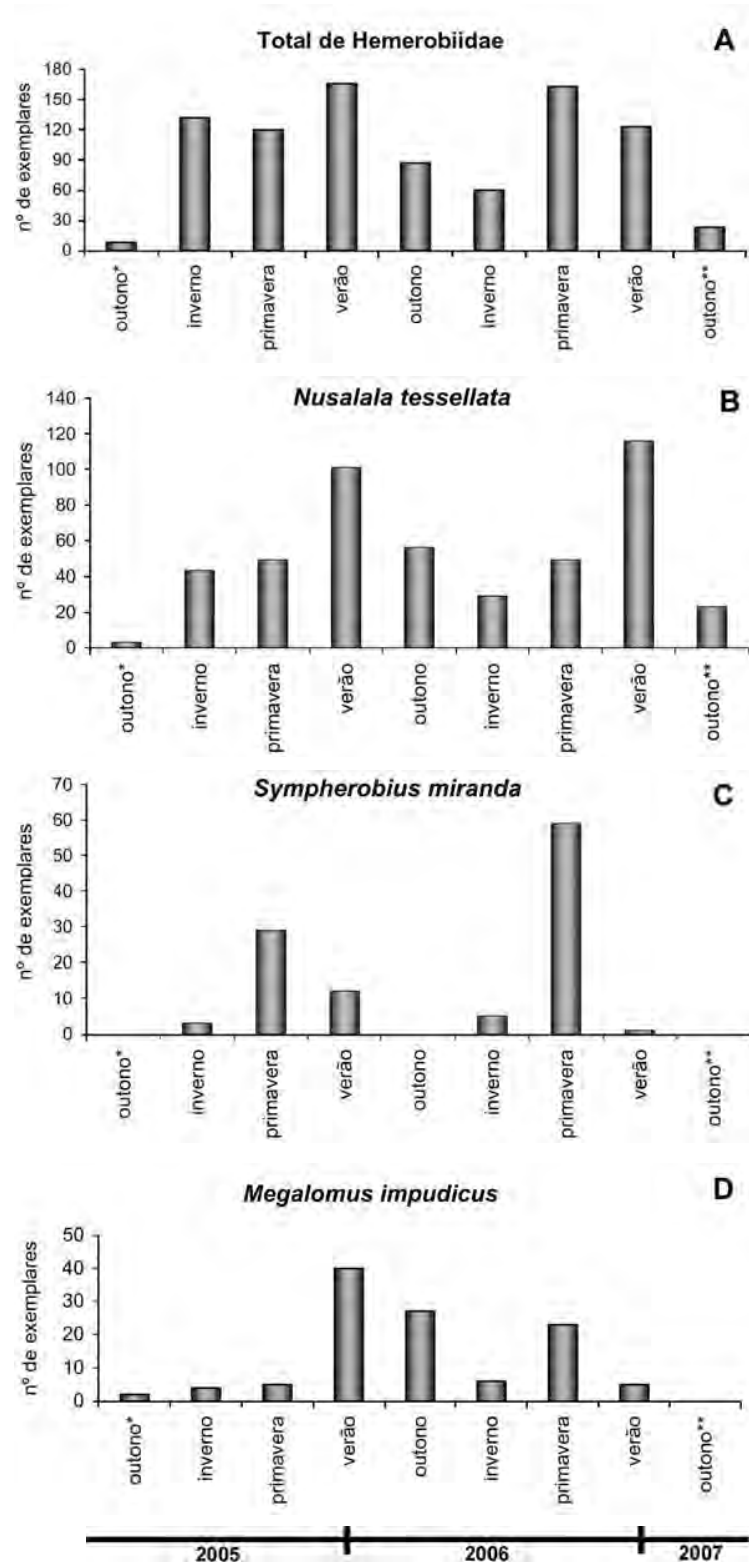 Total de Hemerobiidae A
nº de exemplares
180
150
120
90
60
30
0
outono* inverno primavera verão outono inverno primavera verão outono**
Nusalala tessellata B
nº de exemplares
140
120
100
80
60
40
20
0
outono* inverno primavera verão outono inverno primavera verão outono**
Sympherobius miranda C
nº de exemplares
70
60
50
40
30
20
10
0
outono* inverno primavera verão outono inverno primavera verão outono**
Megalomus impudicus D
nº de exemplares
50
40
30
20
10
0
outono* inverno primavera verão outono inverno primavera verão outono**
2005 2006 2007